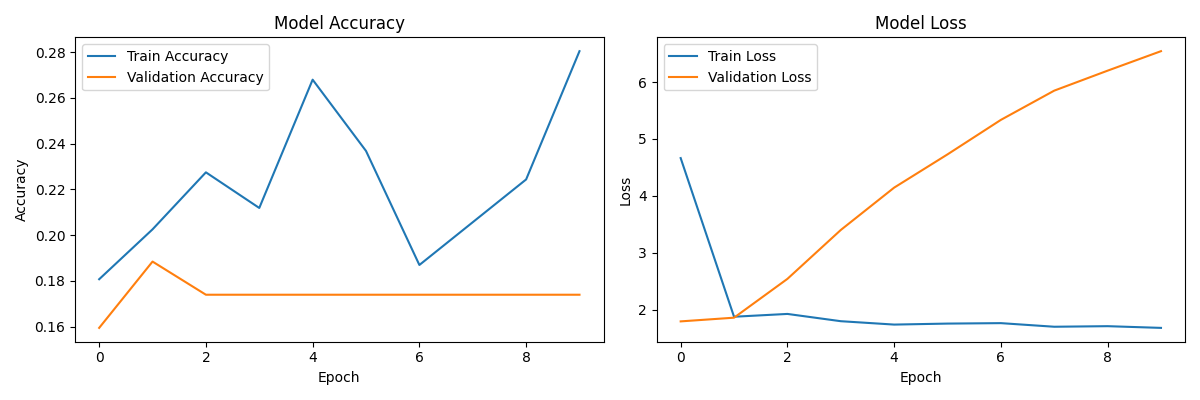 Model Accuracy
Train Accuracy
Validation Accuracy
Accuracy
0.28
0.26
0.24
0.22
0.20
0.18
0.16
0 2 4 6 8
Epoch
Model Loss
Train Loss
Validation Loss
Loss
6
5
4
3
2
0 2 4 6 8
Epoch